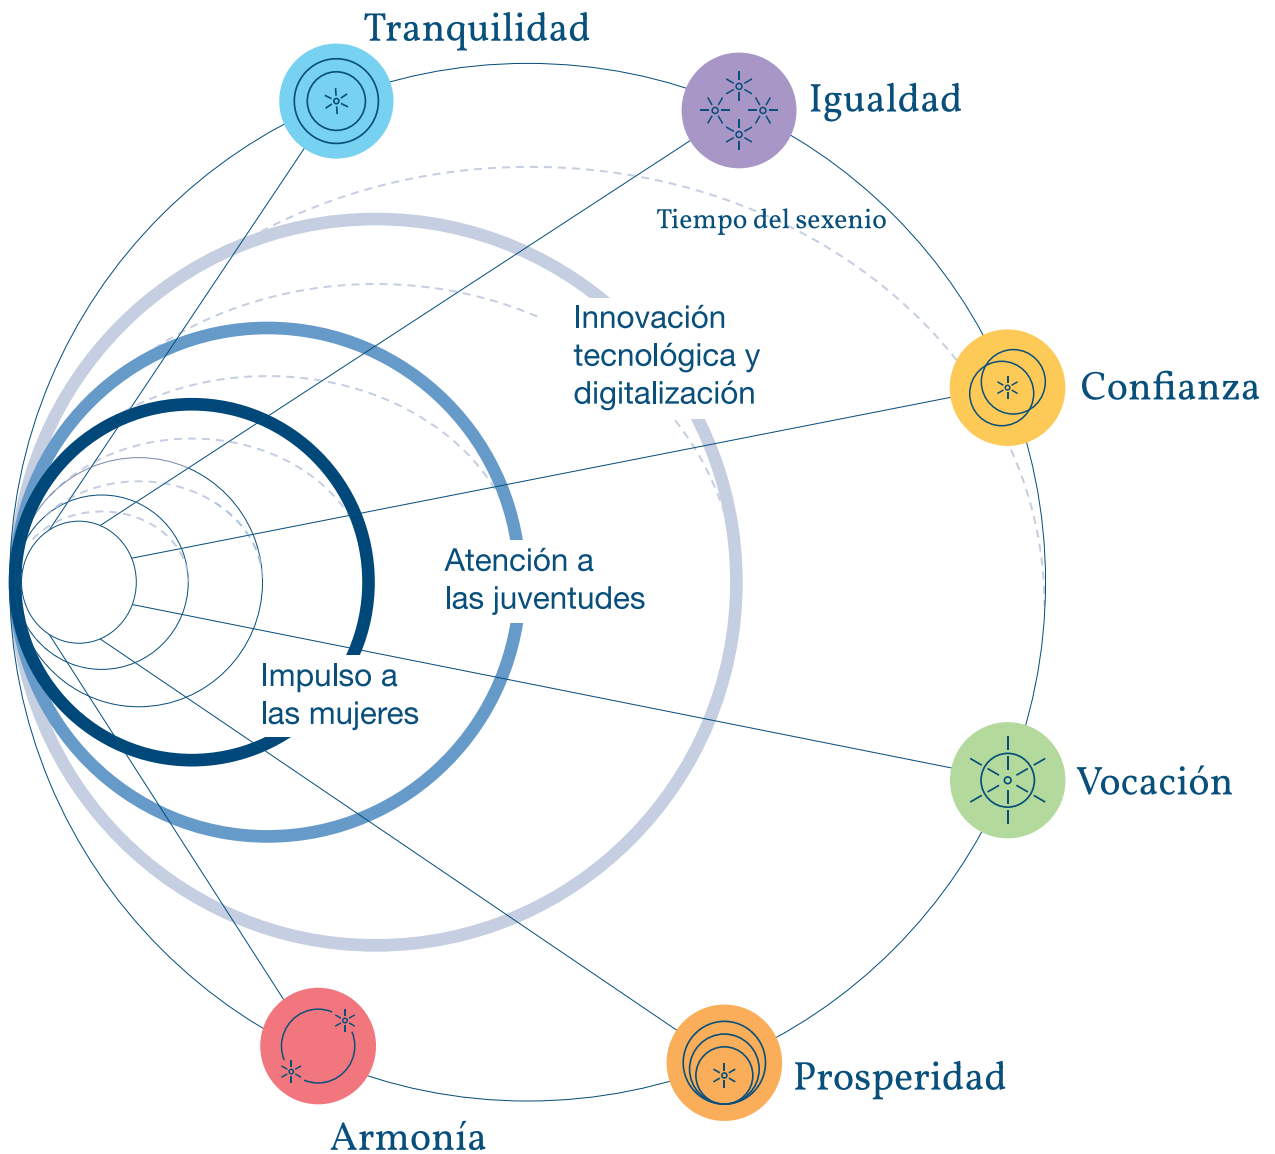 Tranquilidad
Igualdad
Tiempo del sexenio
Innovación
tecnológica y
digitalización
Confianza
Atención a
las juventudes
Impulso a
las mujeres
Vocación
Prosperidad
Armonía